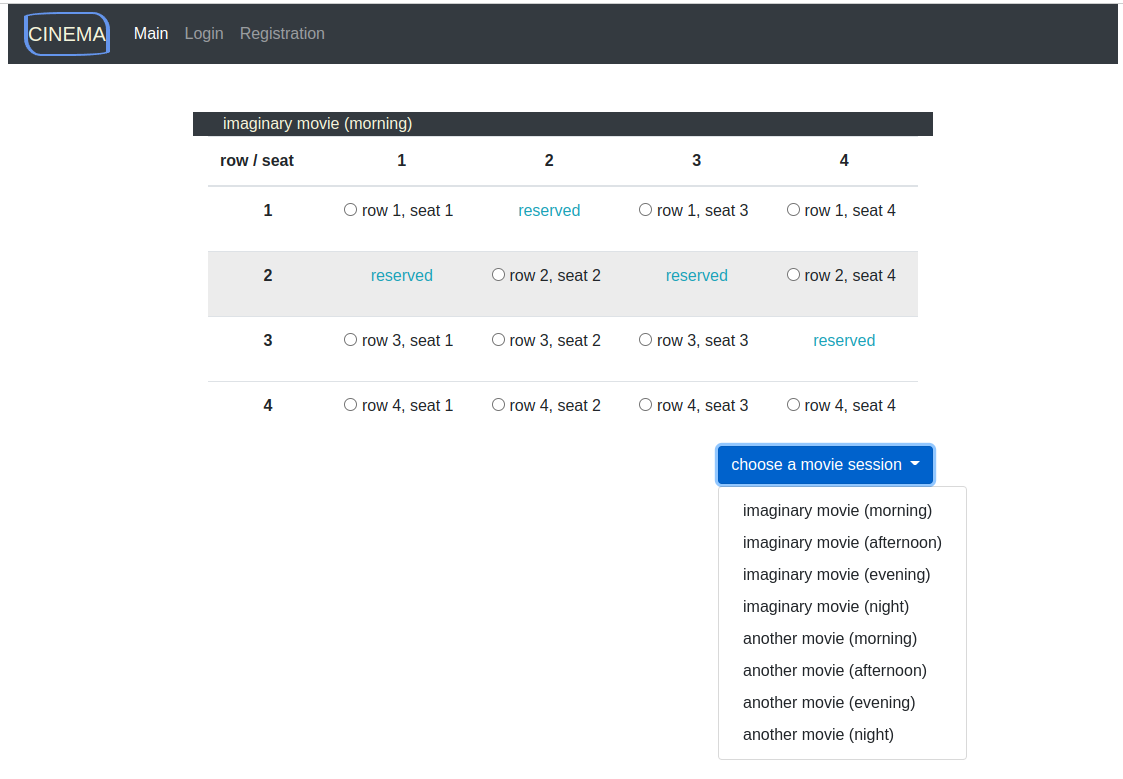 CINEMA Main Login Registration
imaginary movie (morning)
row / seat 1 2 3 4
1 row 1, seat 1 reserved row 1, seat 3 row 1, seat 4
2 reserved row 2, seat 2 reserved row 2, seat 4
3 row 3, seat 1 row 3, seat 2 row 3, seat 3 reserved
4 row 4, seat 1 row 4, seat 2 row 4, seat 3 row 4, seat 4
choose a movie session
imaginary movie (morning)
imaginary movie (afternoon)
imaginary movie (evening)
imaginary movie (night)
another movie (morning)
another movie (afternoon)
another movie (evening)
another movie (night)